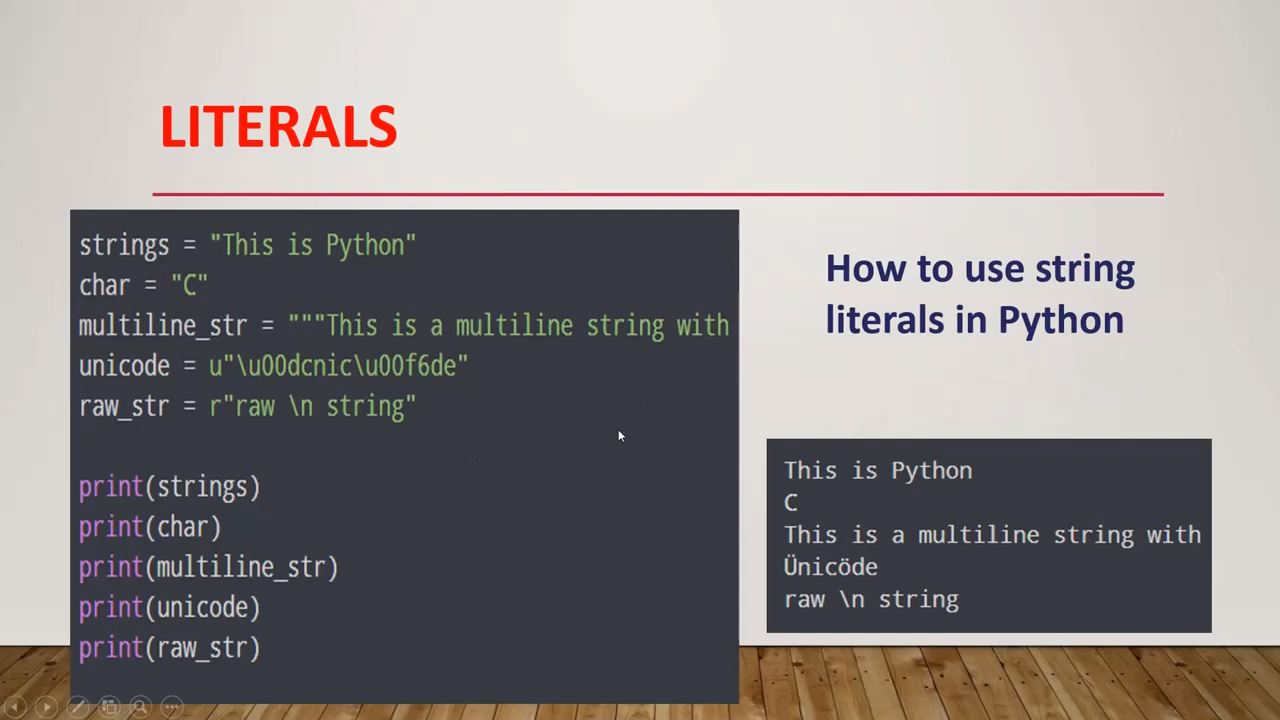 LITERALS
strings = "This is Python"
char = "C"
multiline_str = """This is a multiline string with
unicode = u"\u00dcnic\u00f6de"
raw_str = r"raw \n string"
print(strings)
print(char)
print(multiline_str)
print(unicode)
print(raw_str)
How to use string
literals in Python
This is Python
C
This is a multiline string with
Ünicöde
raw \n string